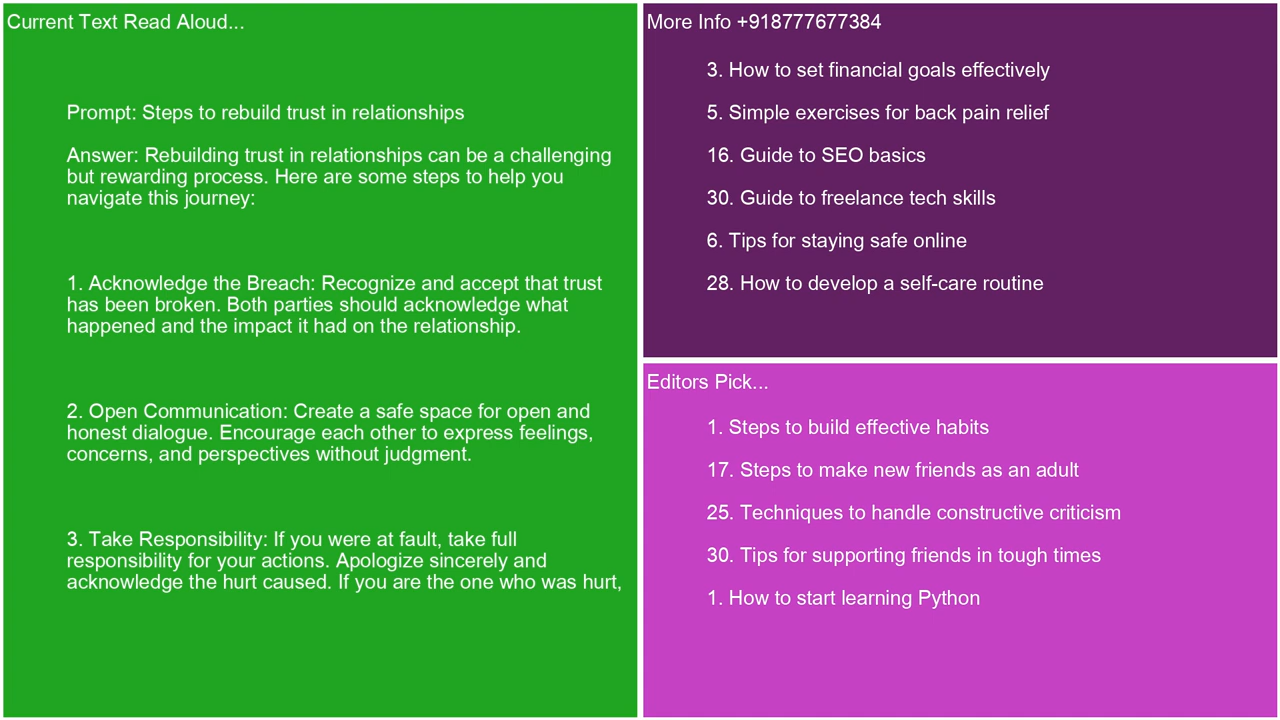 Current Text Read Aloud...
Prompt: Steps to rebuild trust in relationships
Answer: Rebuilding trust in relationships can be a challenging
but rewarding process. Here are some steps to help you
navigate this journey:
1. Acknowledge the Breach: Recognize and accept that trust
has been broken. Both parties should acknowledge what
happened and the impact it had on the relationship.
2. Open Communication: Create a safe space for open and
honest dialogue. Encourage each other to express feelings,
concerns, and perspectives without judgment.
3. Take Responsibility: If you were at fault, take full
responsibility for your actions. Apologize sincerely and
acknowledge the hurt caused. If you are the one who was hurt,
More Info +918777677384
3. How to set financial goals effectively
5. Simple exercises for back pain relief
16. Guide to SEO basics
30. Guide to freelance tech skills
6. Tips for staying safe online
28. How to develop a self-care routine
Editors Pick...
1. Steps to build effective habits
17. Steps to make new friends as an adult
25. Techniques to handle constructive criticism
30. Tips for supporting friends in tough times
1. How to start learning Python